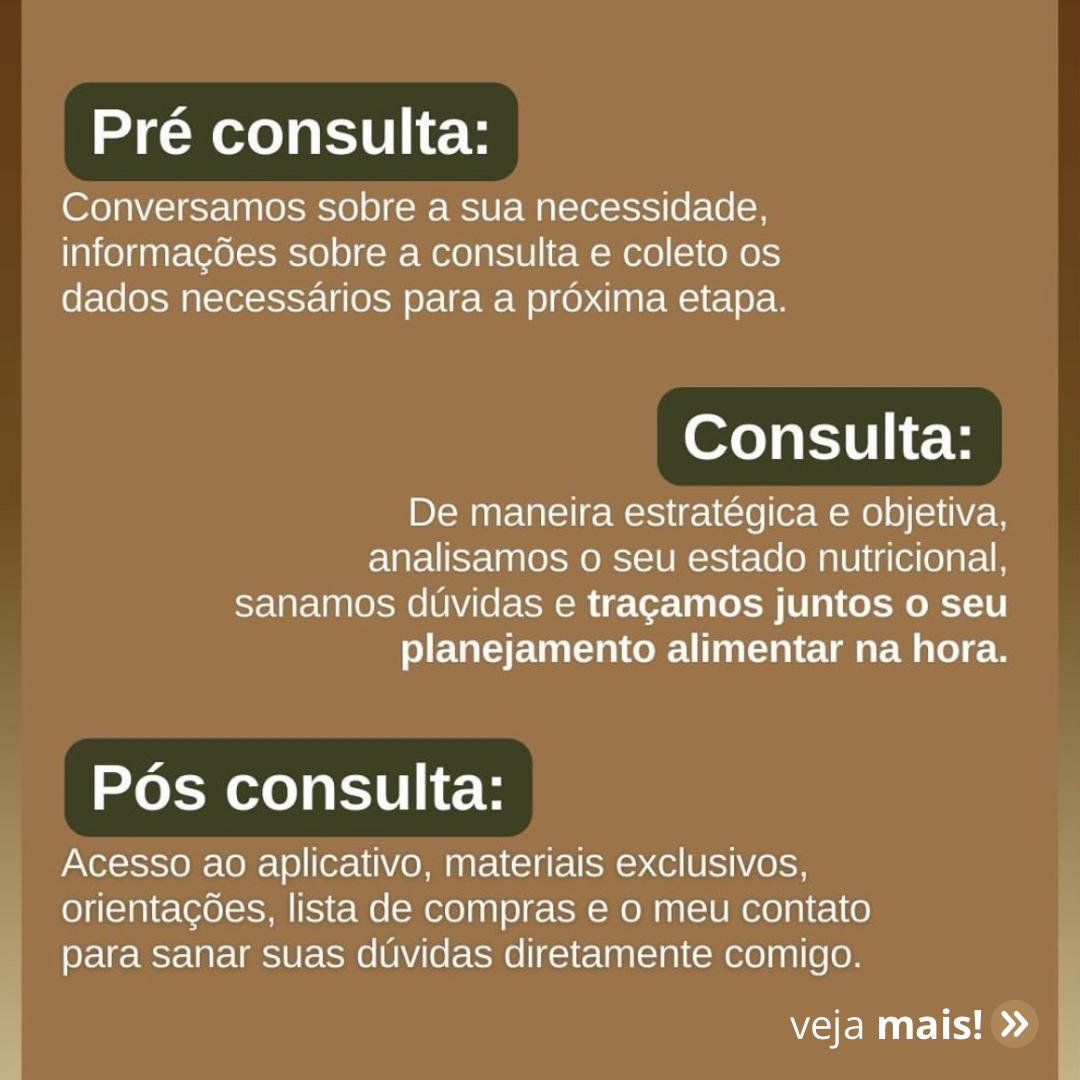 Pré consulta:
Conversamos sobre a sua necessidade,
informações sobre a consulta e coleto os
dados necessários para a próxima etapa.
Consulta:
De maneira estratégica e objetiva,
analisamos o seu estado nutricional,
sanamos dúvidas e traçamos juntos o seu
planejamento alimentar na hora.
Pós consulta:
Acesso ao aplicativo, materiais exclusivos,
orientações, lista de compras e o meu contato
para sanar suas dúvidas diretamente comigo.
veja mais! »